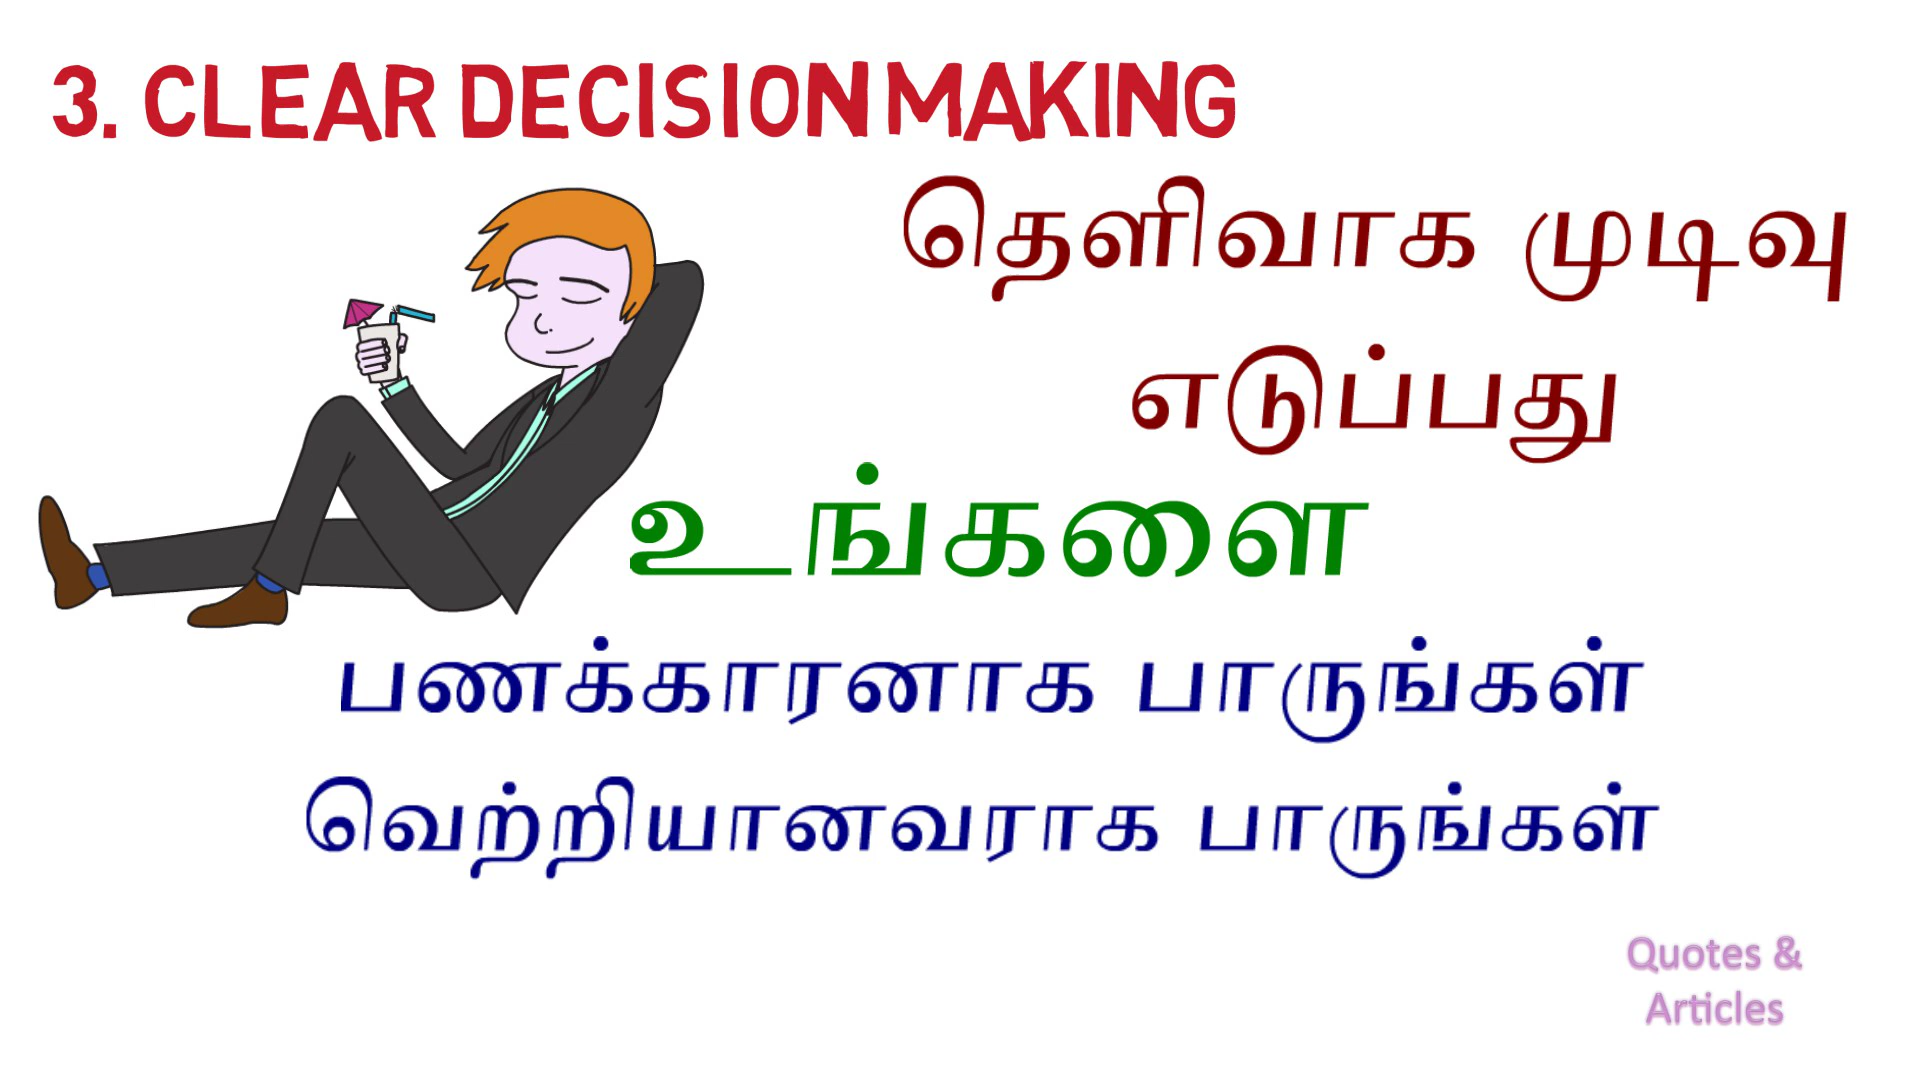 3. CLEAR DECISION MAKING
தெளிவாக முடிவு
எடுப்பது
உங்களை
பணக்காரனாக பாருங்கள்
வெற்றியானவராக பாருங்கள்
Quotes &
Articles